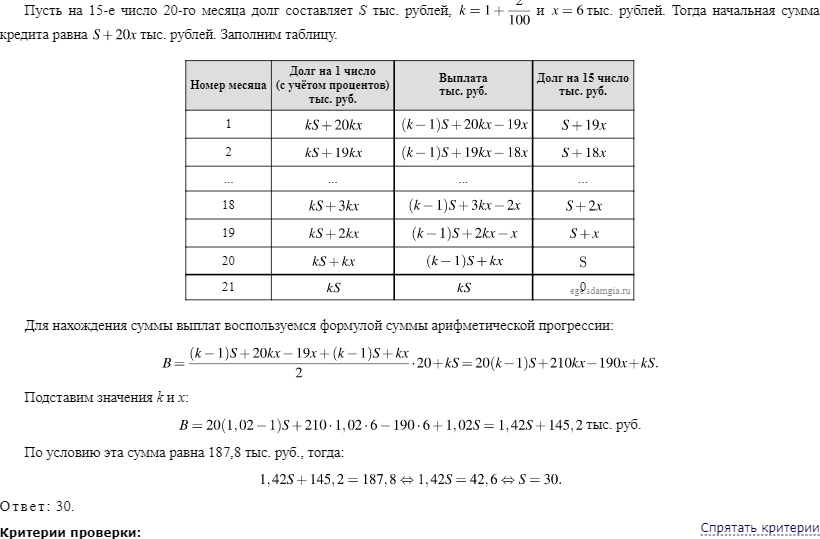 Пусть на 15-е число 20-го месяца долг составляет S тыс. рублей, k = 1 + 2/100 и x = 6 тыс. рублей. Тогда начальная сумма
кредита равна S + 20x тыс. рублей. Заполним таблицу.
Номер месяца | Долг на 1 число (с учётом процентов) тыс. руб. | Выплата тыс. руб. | Долг на 15 число тыс. руб.
1 | kS + 20kx | (k − 1)S + 20kx − 19x | S + 19x
2 | kS + 19kx | (k − 1)S + 19kx − 18x | S + 18x
... | ... | ... | ...
18 | kS + 3kx | (k − 1)S + 3kx − 2x | S + 2x
19 | kS + 2kx | (k − 1)S + 2kx − x | S + x
20 | kS + kx | (k − 1)S + kx | S
21 | kS | kS | 0
ege.sdamgia.ru
Для нахождения суммы выплат воспользуемся формулой суммы арифметической прогрессии:
B = ((k − 1)S + 20kx − 19x + (k − 1)S + kx)/2 · 20 + kS = 20(k − 1)S + 210kx − 190x + kS.
Подставим значения k и x:
B = 20(1,02 − 1)S + 210 · 1,02 · 6 − 190 · 6 + 1,02S = 1,42S + 145,2 тыс. руб.
По условию эта сумма равна 187,8 тыс. руб., тогда:
1,42S + 145,2 = 187,8 ⇔ 1,42S = 42,6 ⇔ S = 30.
Ответ: 30.
Критерии проверки:
Спрятать критерии